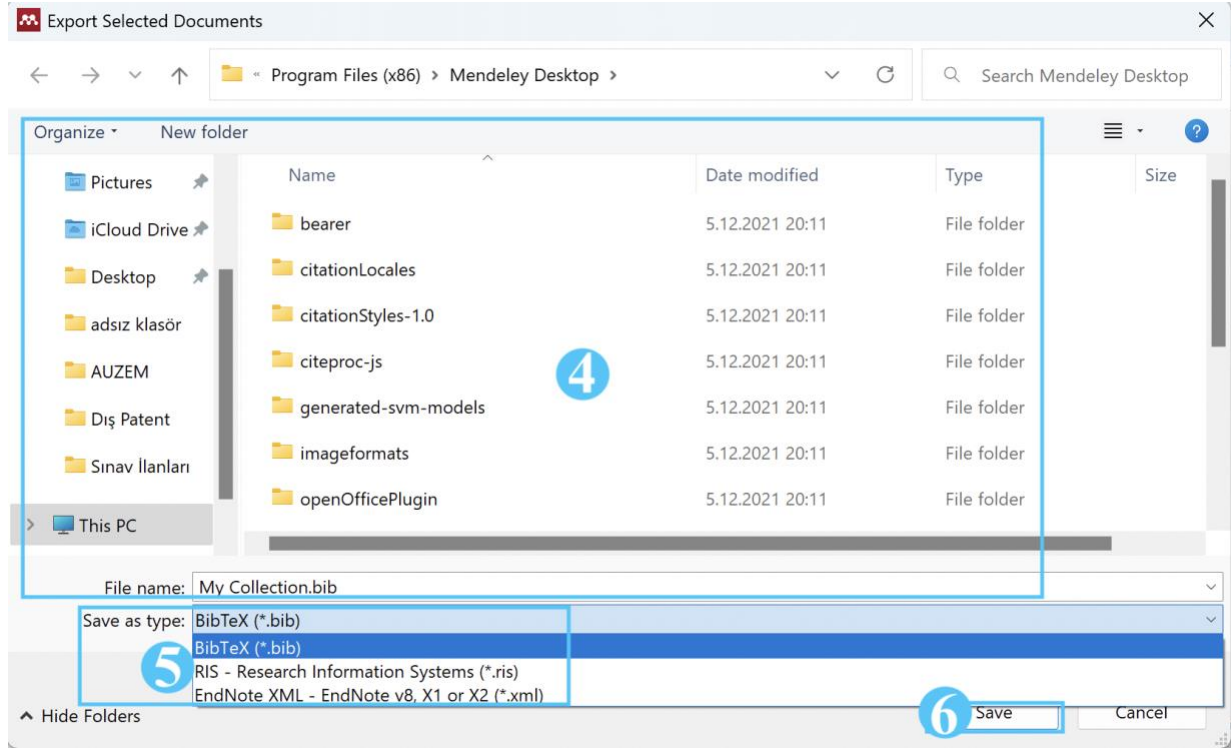 Export Selected Documents
« Program Files (x86) > Mendeley Desktop >
Search Mendeley Desktop
Organize
New folder
?
Name
Date modified
Type
Size
Pictures
iCloud Drive
Desktop
adsız klasör
AUZEM
Dış Patent
Sınav İlanları
This PC
bearer 5.12.2021 20:11 File folder
citationLocales 5.12.2021 20:11 File folder
citationStyles-1.0 5.12.2021 20:11 File folder
citeproc-js 5.12.2021 20:11 File folder
generated-svm-models 5.12.2021 20:11 File folder
imageformats 5.12.2021 20:11 File folder
openOfficePlugin 5.12.2021 20:11 File folder
4
File name: My Collection.bib
Save as type: BibTeX (*.bib)
BibTeX (*.bib)
RIS - Research Information Systems (*.ris)
EndNote XML - EndNote v8, X1 or X2 (*.xml)
5
Hide Folders
6
Save
Cancel